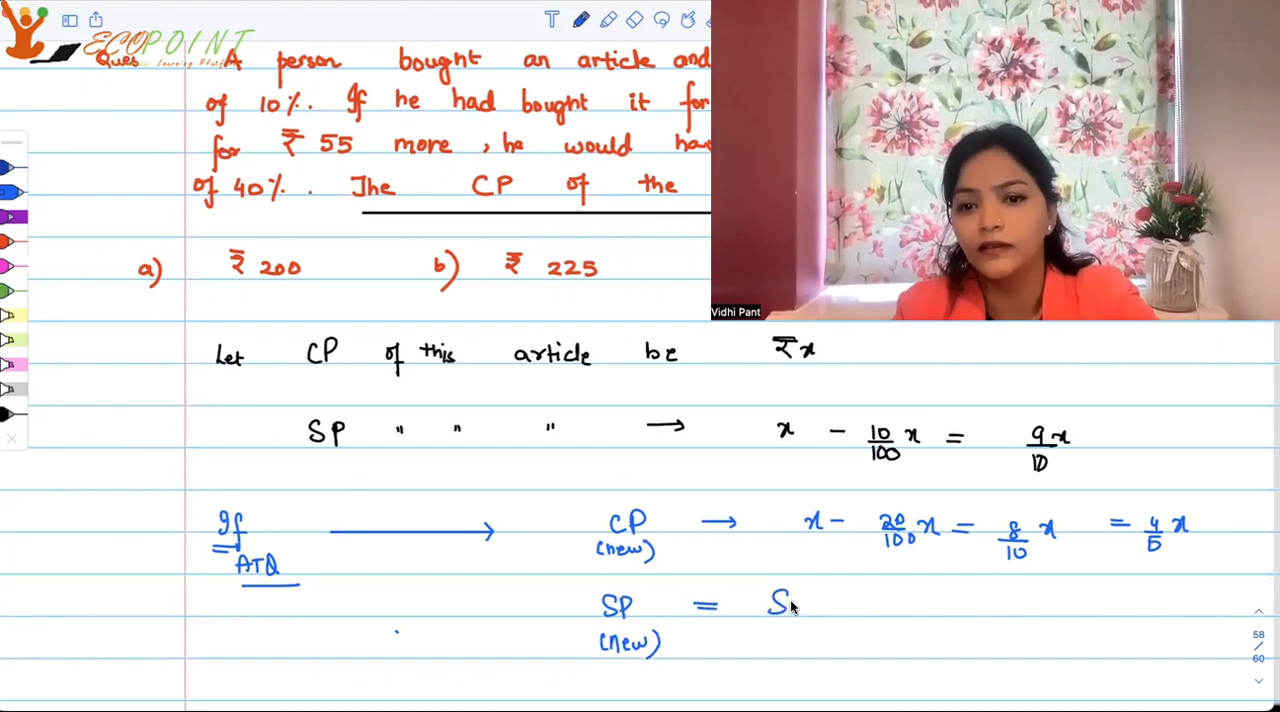 ECOPOINT
Ques A person bought an article and
of 10%. If he had bought it for
for ₹ 55 more, he would hav
of 40%. The CP of the
a) ₹ 200 b) ₹ 225
Vidhi Pant
Let CP of this article be ₹x
SP " " " → x - 10/100 x = 9x/10
If → CP → x - 20/100 x = 8/10 x = 4/5 x
ATQ (new)
SP = S
(new)
58
/
60